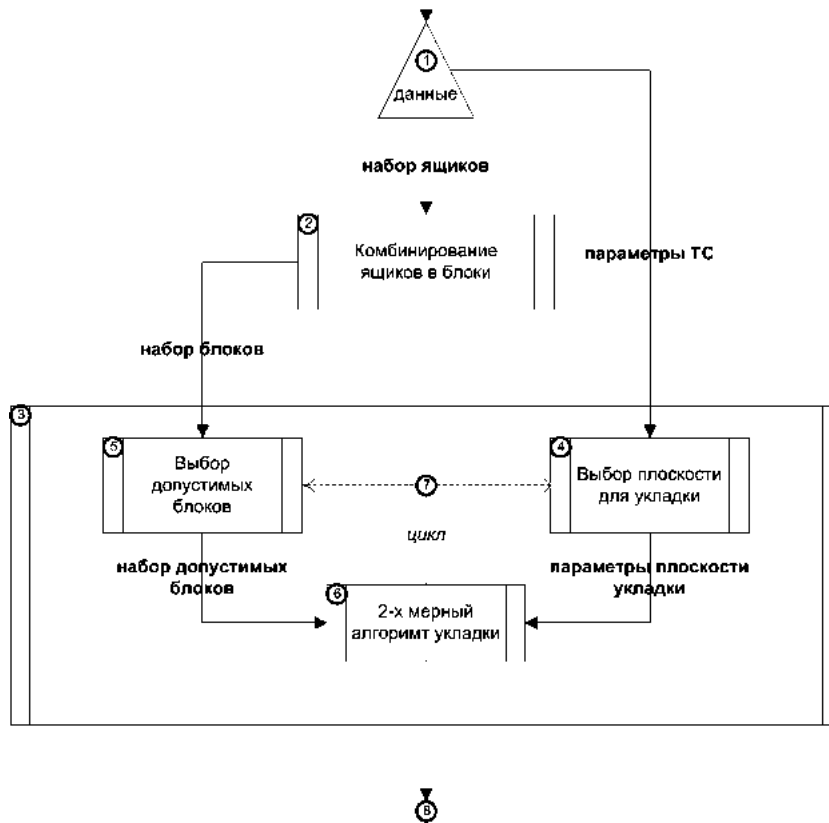 1
данные
набор ящиков
2
Комбинирование
ящиков в блоки
параметры ТС
набор блоков
3
5
Выбор
допустимых
блоков
7
4
Выбор плоскости
для укладки
цикл
набор допустимых
блоков
параметры плоскости
укладки
6
2-х мерный
алгоримт укладки
8